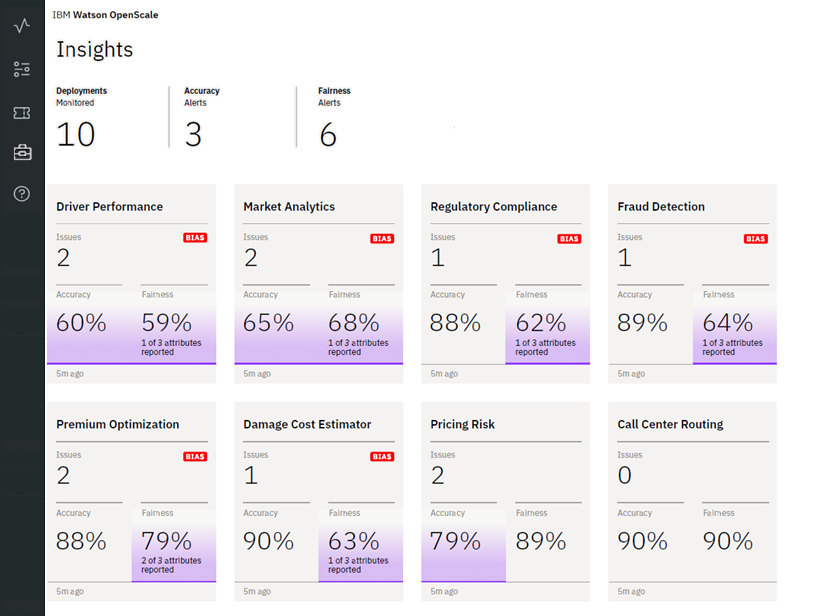 IBM Watson OpenScale
Insights
Deployments
Monitored
10
Accuracy
Alerts
3
Fairness
Alerts
6
Driver Performance
Issues
BIAS
2
Accuracy
60%
Fairness
59%
1 of 3 attributes
reported
5m ago
Market Analytics
Issues
BIAS
2
Accuracy
65%
Fairness
68%
1 of 3 attributes
reported
5m ago
Regulatory Compliance
Issues
BIAS
1
Accuracy
88%
Fairness
62%
1 of 3 attributes
reported
5m ago
Fraud Detection
Issues
BIAS
1
Accuracy
89%
Fairness
64%
1 of 3 attributes
reported
5m ago
Premium Optimization
Issues
BIAS
2
Accuracy
88%
Fairness
79%
2 of 3 attributes
reported
5m ago
Damage Cost Estimator
Issues
BIAS
1
Accuracy
90%
Fairness
63%
1 of 3 attributes
reported
5m ago
Pricing Risk
Issues
2
Accuracy
79%
Fairness
89%
5m ago
Call Center Routing
Issues
0
Accuracy
90%
Fairness
90%
5m ago